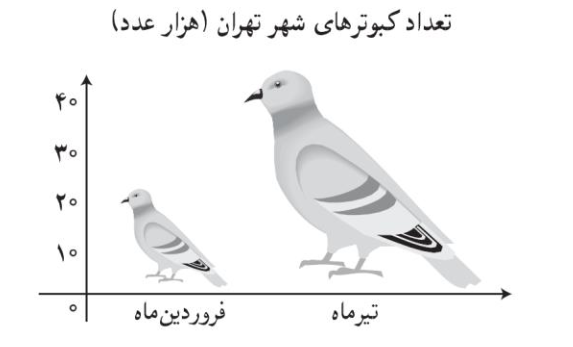 تعداد کبوترهای شهر تهران (هزار عدد)
۴۰
۳۰
۲۰
۱۰
۰
فروردین‌ماه تیرماه